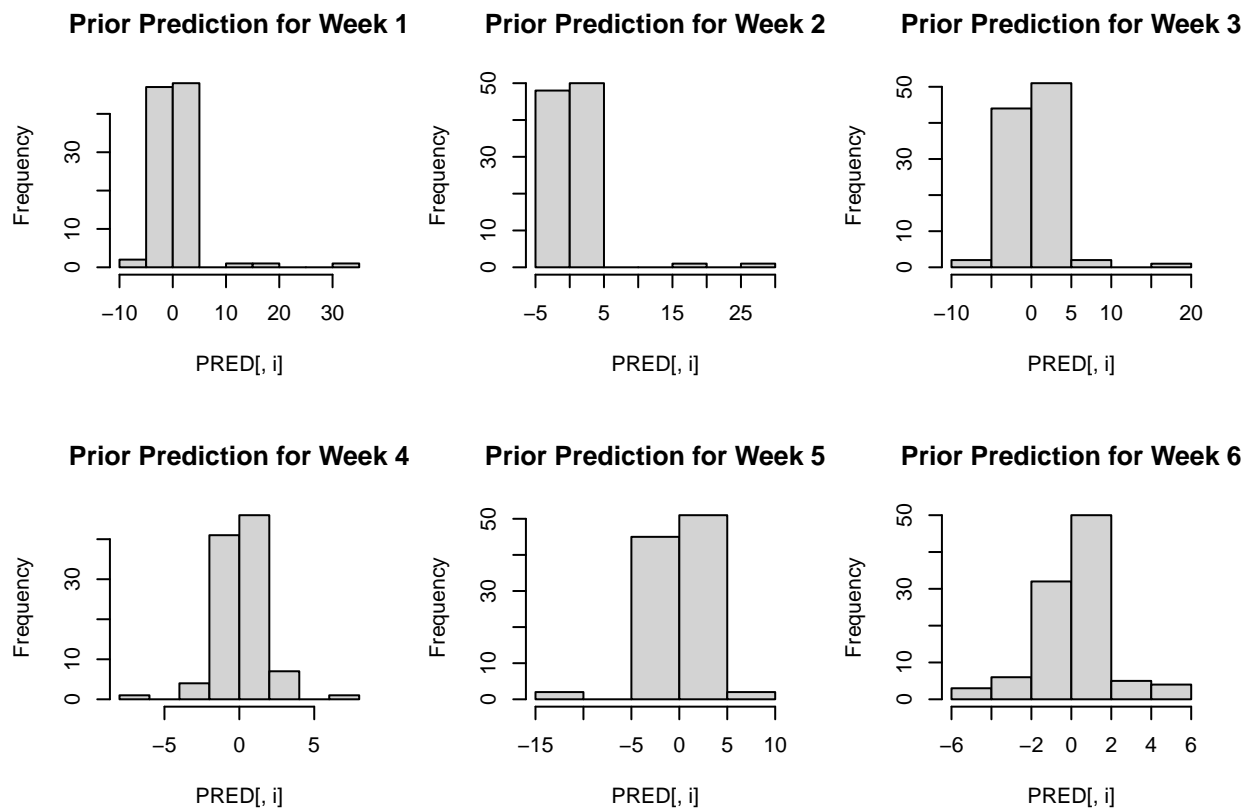 Prior Prediction for Week 1
Frequency
0 10 30
−10 0 10 20 30
PRED[, i]
Prior Prediction for Week 2
Frequency
0 10 30 50
−5 5 15 25
PRED[, i]
Prior Prediction for Week 3
Frequency
0 10 30 50
−10 0 5 10 20
PRED[, i]
Prior Prediction for Week 4
Frequency
0 10 30
−5 0 5
PRED[, i]
Prior Prediction for Week 5
Frequency
0 10 30 50
−15 −5 0 5 10
PRED[, i]
Prior Prediction for Week 6
Frequency
0 10 30 50
−6 −2 0 2 4 6
PRED[, i]